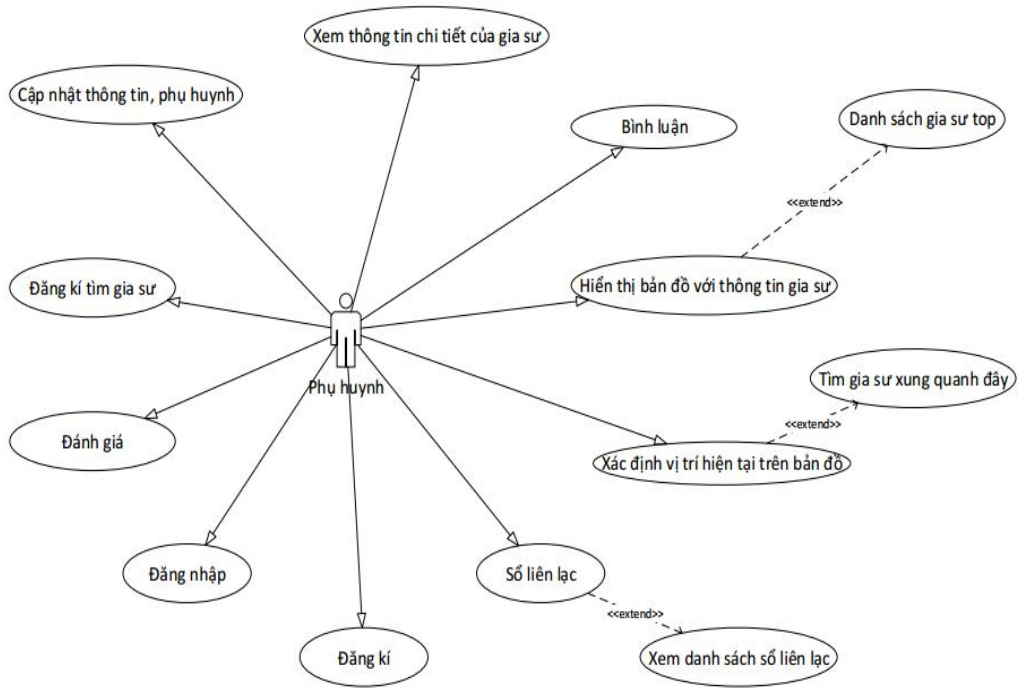 Xem thông tin chi tiết của gia sư
Cập nhật thông tin, phụ huynh
Bình luận
Danh sách gia sư top
<<extend>>
Đăng kí tìm gia sư
Hiển thị bản đồ với thông tin gia sư
Phụ huynh
Tìm gia sư xung quanh đây
<<extend>>
Đánh giá
Xác định vị trí hiện tại trên bản đồ
Đăng nhập
Sổ liên lạc
<<extend>>
Đăng kí
Xem danh sách sổ liên lạc